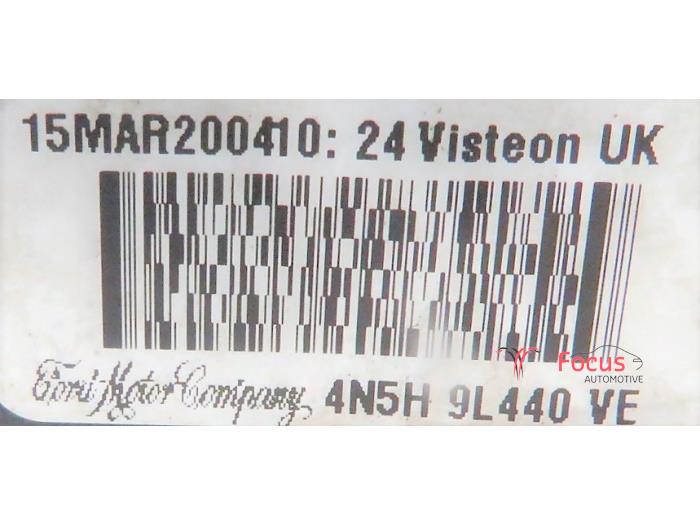 15MAR200410: 24 Visteon UK
Focus
AUTOMOTIVE
Ford Motor Company, 4N5H 9L440 VE